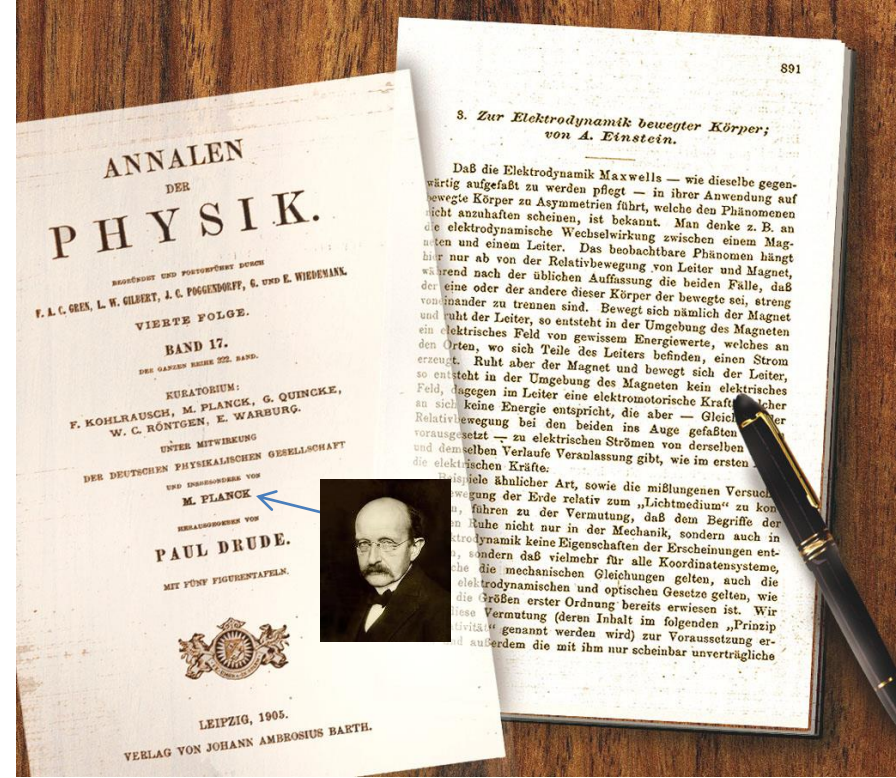 ANNALEN
DER
PHYSIK.
BEGRÜNDET UND FORTGEFÜHRT DURCH
F. A. C. GREN, L. W. GILBERT, J. C. POGGENDORFF, G. UND E. WIEDEMANN.
VIERTE FOLGE.
BAND 17.
DER GANZEN REIHE 322. BAND.
KURATORIUM:
F. KOHLRAUSCH, M. PLANCK, G. QUINCKE,
W. C. RÖNTGEN, E. WARBURG.
UNTER MITWIRKUNG
DER DEUTSCHEN PHYSIKALISCHEN GESELLSCHAFT
UND INSBESONDERE VON
M. PLANCK
HERAUSGEGEBEN VON
PAUL DRUDE.
MIT FÜNF FIGURENTAFELN.
LEIPZIG, 1905.
VERLAG VON JOHANN AMBROSIUS BARTH.
891
3. Zur Elektrodynamik bewegter Körper;
von A. Einstein.
Daß die Elektrodynamik Maxwells — wie dieselbe gegen-
wärtig aufgefaßt zu werden pflegt — in ihrer Anwendung auf
bewegte Körper zu Asymmetrien führt, welche den Phänomenen
nicht anzuhaften scheinen, ist bekannt. Man denke z. B. an
die elektrodynamische Wechselwirkung zwischen einem Mag-
neten und einem Leiter. Das beobachtbare Phänomen hängt
hier nur ab von der Relativbewegung von Leiter und Magnet,
während nach der üblichen Auffassung die beiden Fälle, daß
der eine oder der andere dieser Körper der bewegte sei, streng
voneinander zu trennen sind. Bewegt sich nämlich der Magnet
und ruht der Leiter, so entsteht in der Umgebung des Magneten
ein elektrisches Feld von gewissem Energiewerte, welches an
den Orten, wo sich Teile des Leiters befinden, einen Strom
erzeugt. Ruht aber der Magnet und bewegt sich der Leiter,
so entsteht in der Umgebung des Magneten kein elektrisches
Feld, dagegen im Leiter eine elektromotorische Kraft, welcher
an sich keine Energie entspricht, die aber — Gleich
Relativbewegung bei den beiden ins Auge gefaßten
vorausgesetzt — zu elektrischen Strömen von derselben
und demselben Verlaufe Veranlassung gibt, wie im ersten
die elektrischen Kräfte.
Beispiele ähnlicher Art, sowie die mißlungenen Versuch
ewegung der Erde relativ zum „Lichtmedium“ zu kon
führen zu der Vermutung, daß dem Begriffe der
Ruhe nicht nur in der Mechanik, sondern auch in
ktrodynamik keine Eigenschaften der Erscheinungen ent-
sondern daß vielmehr für alle Koordinatensysteme,
che die mechanischen Gleichungen gelten, auch die
elektrodynamischen und optischen Gesetze gelten, wie
die Größen erster Ordnung bereits erwiesen ist. Wir
diese Vermutung (deren Inhalt im folgenden „Prinzip
tivität“ genannt werden wird) zur Voraussetzung er-
und außerdem die mit ihm nur scheinbar unverträgliche